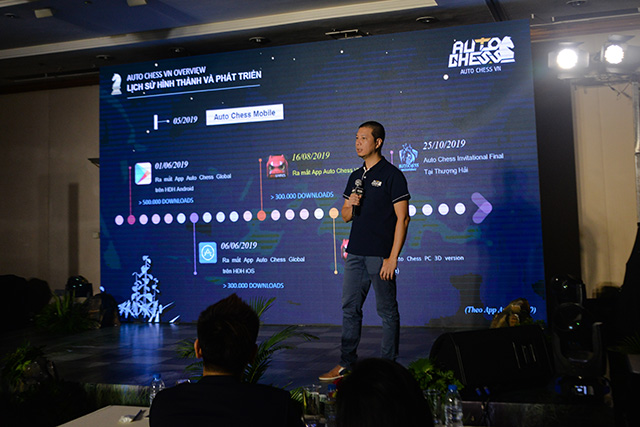 AUTO CHESS VN OVERVIEW
LỊCH SỬ HÌNH THÀNH VÀ PHÁT TRIỂN
AUTO
CHESS
AUTO CHESS VN
05/2019
Auto Chess Mobile
01/06/2019
Ra mắt App Auto Chess Global
trên HĐH Android
> 500.000 DOWNLOADS
16/08/2019
Ra mắt App Auto Chess
> 300.000 DOWNLOADS
25/10/2019
Auto Chess Invitational Final
Tại Thượng Hải
06/06/2019
Ra mắt App Auto Chess Global
trên HĐH iOS
> 300.000 DOWNLOADS
Auto Chess PC 3D version
(Theo App